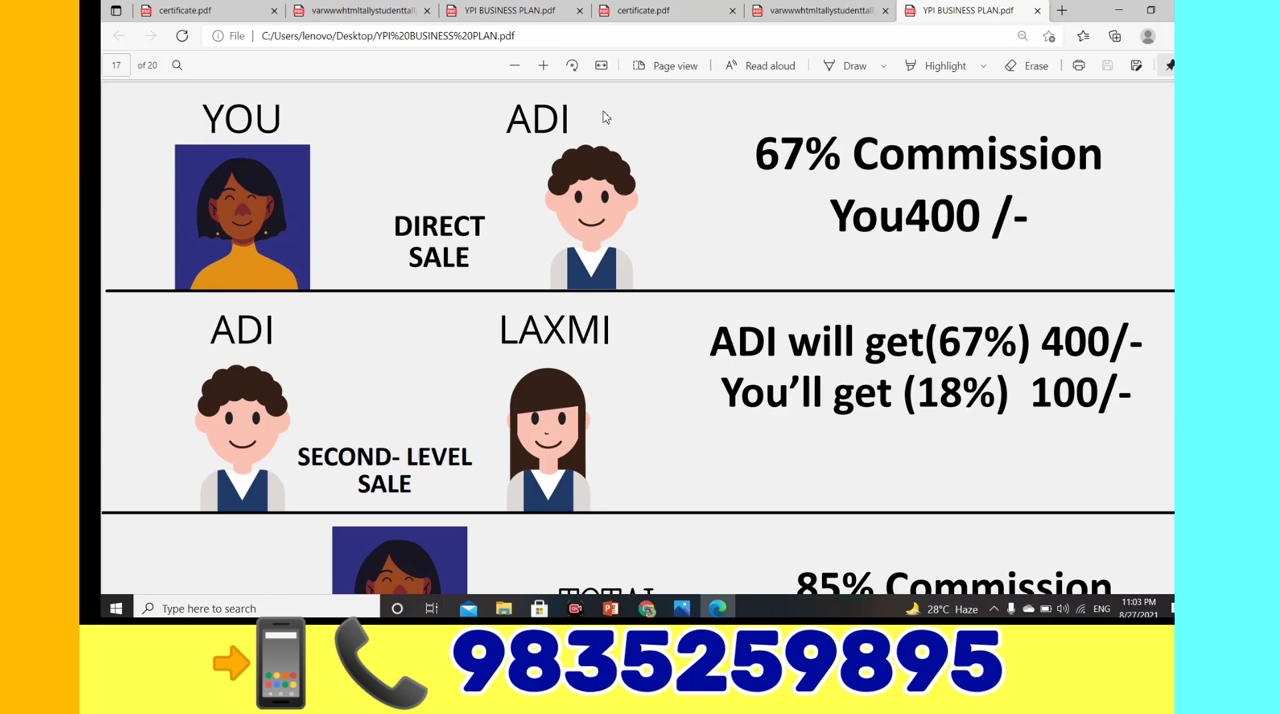 certificate.pdf
varwwwhtmltallystudenttall
YPI BUSINESS PLAN.pdf
certificate.pdf
varwwwhtmltallystudenttall
YPI BUSINESS PLAN.pdf
File
C:/Users/lenovo/Desktop/YPI%20BUSINESS%20PLAN.pdf
17 of 20
Page view
Read aloud
Draw
Highlight
Erase
YOU
ADI
DIRECT
SALE
67% Commission
You400 /-
ADI
LAXMI
SECOND- LEVEL
SALE
ADI will get(67%) 400/-
You’ll get (18%) 100/-
TOTAL
85% Commission
Type here to search
28°C Haze
ENG
11:03 PM
8/27/2021
9835259895